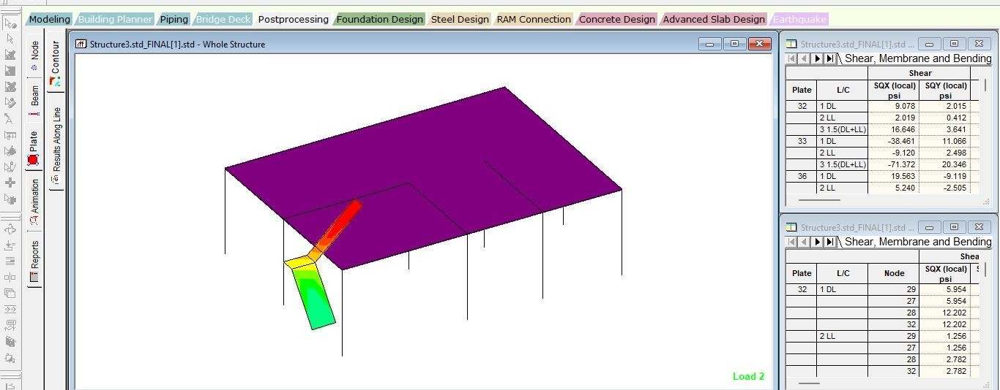 Modeling Building Planner Piping Bridge Deck Postprocessing Foundation Design Steel Design RAM Connection Concrete Design Advanced Slab Design Earthquake
Node
Beam
Plate
Animation
Reports
Contour
Results Along Line
Structure3.std_FINAL[1].std - Whole Structure
Load 2
Structure3.std_FINAL[1].std ...
Shear, Membrane and Bending
Shear
Plate L/C SQX (local) psi SQY (local) psi
32 1 DL 9.078 2.015
2 LL 2.019 0.412
3 1.5(DL+LL) 16.646 3.641
33 1 DL -38.461 11.066
2 LL -9.120 2.498
3 1.5(DL+LL) -71.372 20.346
36 1 DL 19.563 -9.119
2 LL 5.240 -2.505
Structure3.std_FINAL[1].std ...
Shear, Membrane and Bending
Shea
Plate L/C Node SQX (local) psi S
32 1 DL 29 5.954
27 5.954
28 12.202
32 12.202
2 LL 29 1.256
27 1.256
28 2.782
32 2.782